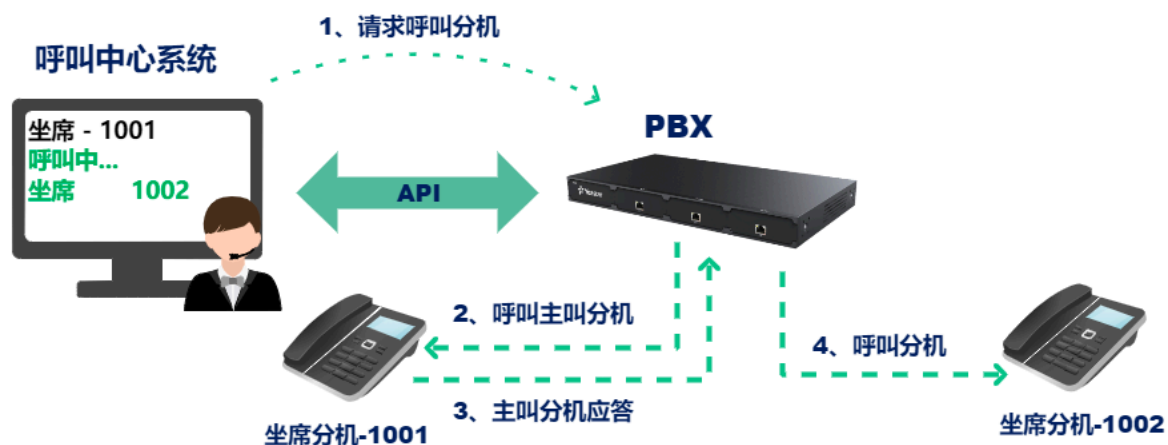 1、请求呼叫分机
呼叫中心系统
坐席 - 1001
呼叫中...
坐席 1002
PBX
API
Yeastar
2、呼叫主叫分机
4、呼叫分机
3、主叫分机应答
坐席分机-1001
坐席分机-1002